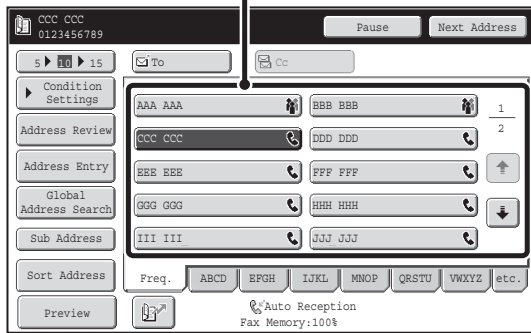 CCC CCC
0123456789
Pause
Next Address
5 10 15
To
Cc
Condition
Settings
Address Review
Address Entry
Global
Address Search
Sub Address
Sort Address
Preview
AAA AAA
BBB BBB
CCC CCC
DDD DDD
EEE EEE
FFF FFF
GGG GGG
HHH HHH
III III
JJJ JJJ
1
2
Freq.
ABCD
EFGH
IJKL
MNOP
QRSTU
VWXYZ
etc.
Auto Reception
Fax Memory:100%